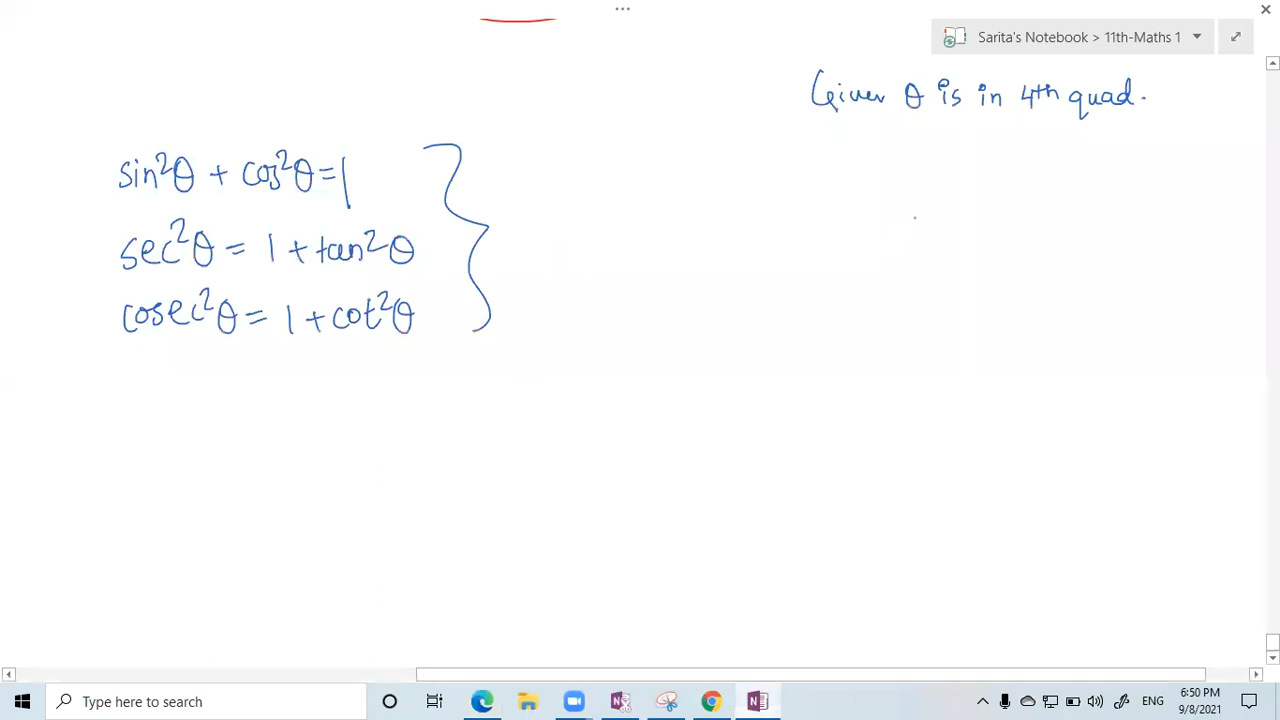 Sarita's Notebook > 11th-Maths 1
Given θ is in 4th quad.
sin²θ + cos²θ = 1
sec²θ = 1 + tan²θ
cosec²θ = 1 + cot²θ
Type here to search
ENG
6:50 PM
9/8/2021